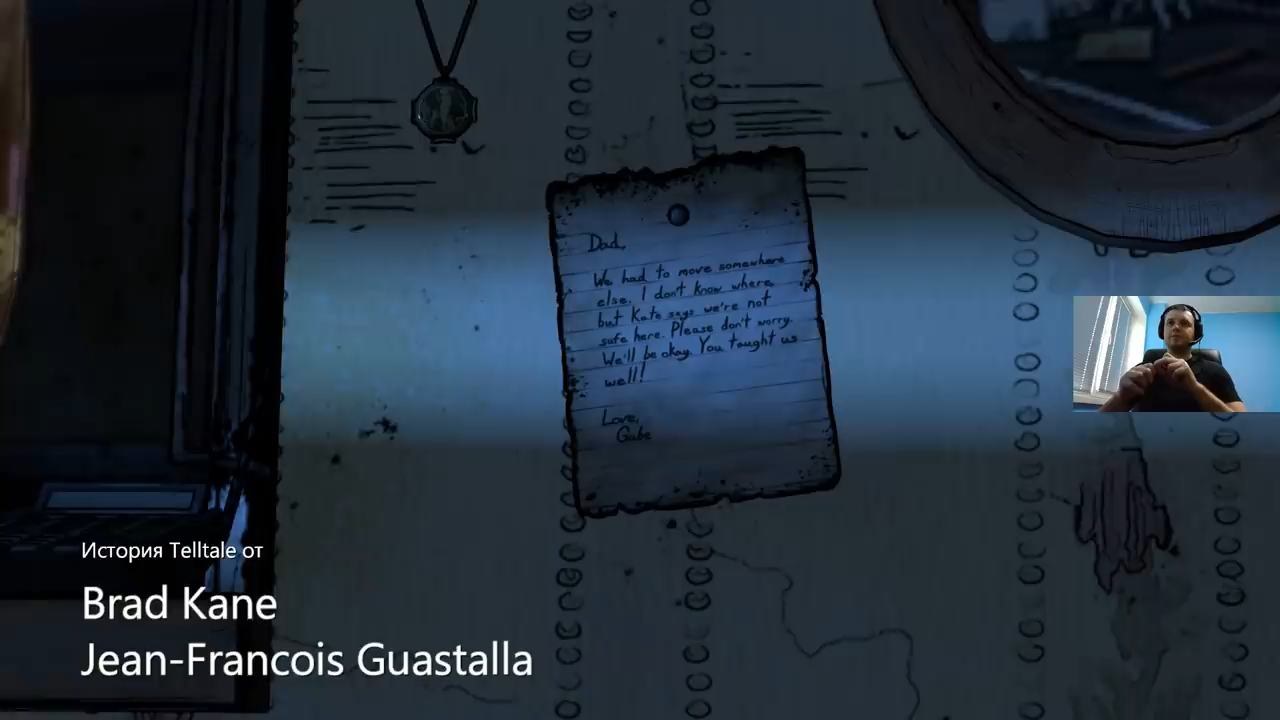 Dad,
We had to move somewhere
else. I don't know where,
but Kate says we're not
safe here. Please don't worry.
We'll be okay. You taught us
well!
Love,
Gabe
История Telltale от
Brad Kane
Jean-Francois Guastalla